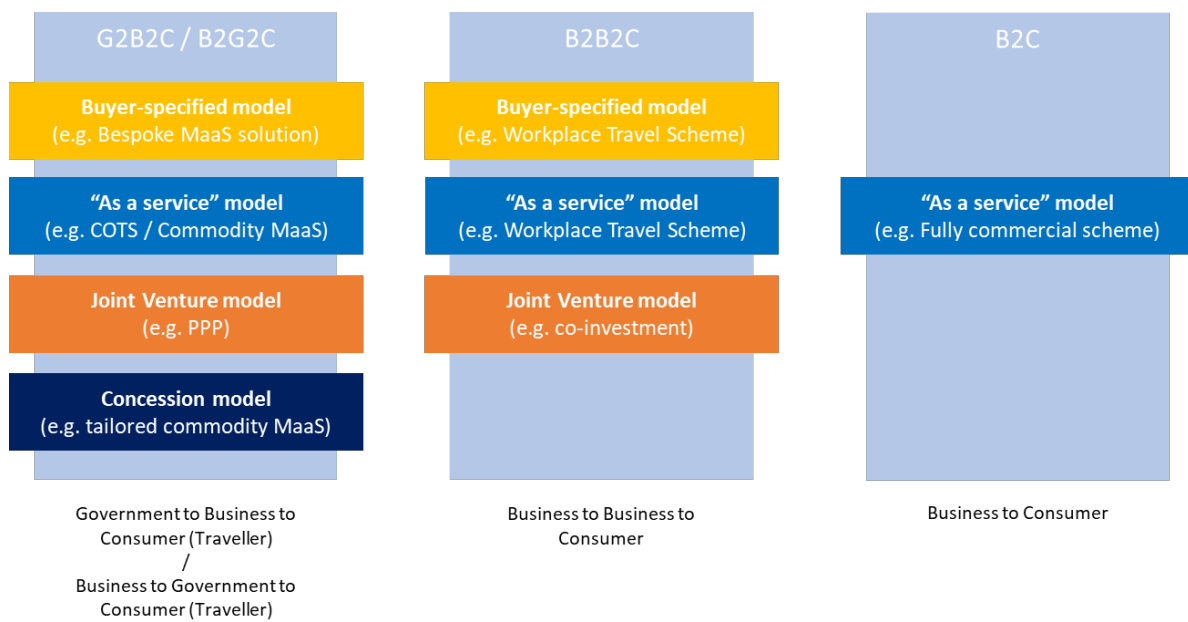 G2B2C / B2G2C
Buyer-specified model
(e.g. Bespoke MaaS solution)
“As a service” model
(e.g. COTS / Commodity MaaS)
Joint Venture model
(e.g. PPP)
Concession model
(e.g. tailored commodity MaaS)
Government to Business to
Consumer (Traveller)
/
Business to Government to
Consumer (Traveller)
B2B2C
Buyer-specified model
(e.g. Workplace Travel Scheme)
“As a service” model
(e.g. Workplace Travel Scheme)
Joint Venture model
(e.g. co-investment)
Business to Business to
Consumer
B2C
“As a service” model
(e.g. Fully commercial scheme)
Business to Consumer